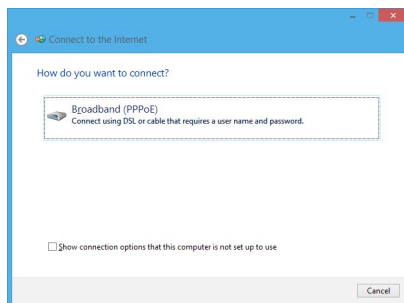 Connect to the Internet
How do you want to connect?
Broadband (PPPoE)
Connect using DSL or cable that requires a user name and password.
Show connection options that this computer is not set up to use
Cancel